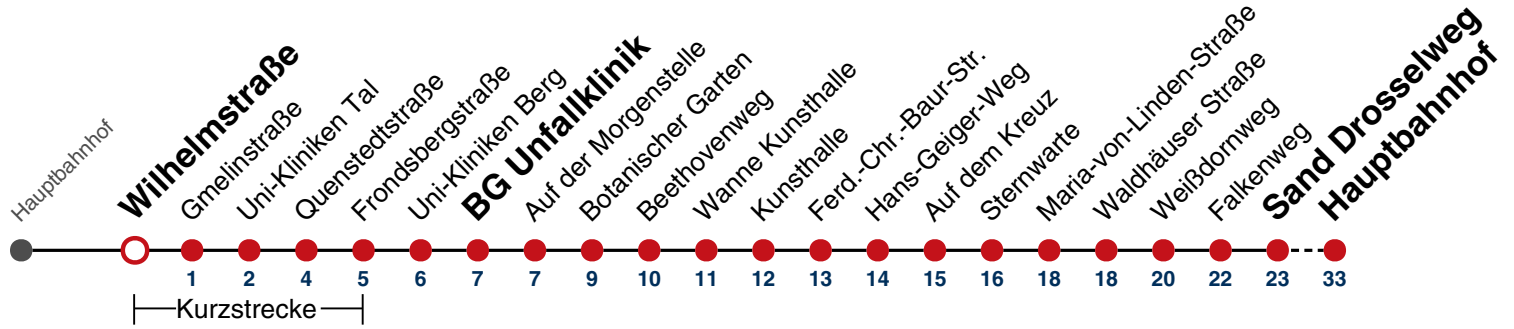 Hauptbahnhof
Wilhelmstraße
Gmelinstraße
Uni-Kliniken Tal
Quenstedtstraße
Frondsbergstraße
Uni-Kliniken Berg
BG Unfallklinik
Auf der Morgenstelle
Botanischer Garten
Beethovenweg
Wanne Kunsthalle
Kunsthalle
Ferd.-Chr.-Baur-Str.
Hans-Geiger-Weg
Auf dem Kreuz
Sternwarte
Maria-von-Linden-Straße
Waldhäuser Straße
Weißdornweg
Falkenweg
Sand Drosselweg
Hauptbahnhof
1 2 4 5 6 7 7 9 10 11 12 13 14 15 16 18 18 20 22 23 33
Kurzstrecke